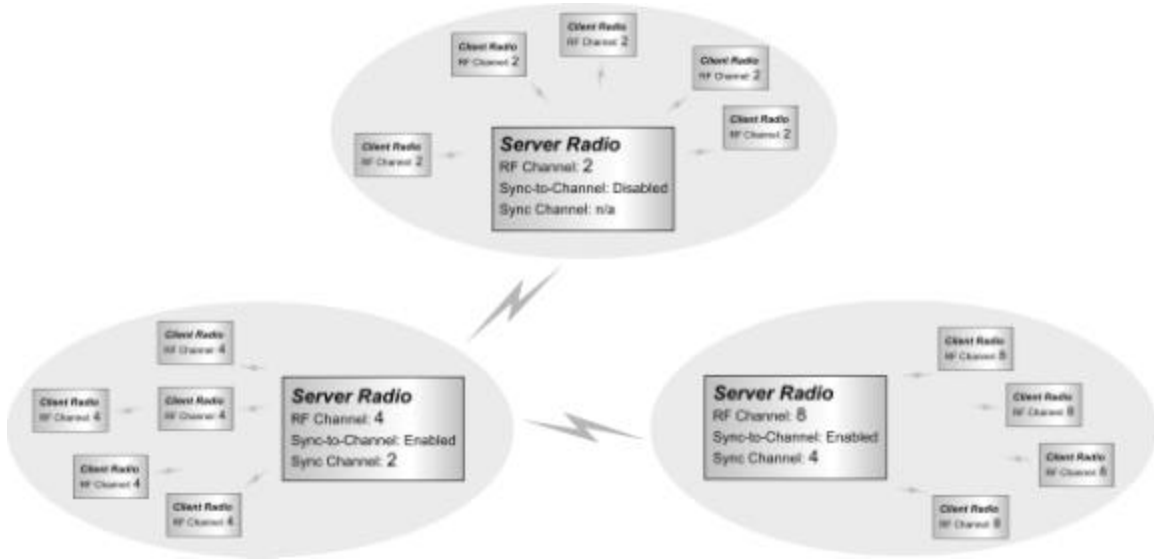 Client Radio
RF Channel: 2
Client Radio
RF Channel: 2
Client Radio
RF Channel: 2
Client Radio
RF Channel: 2
Client Radio
RF Channel: 2
Server Radio
RF Channel: 2
Sync-to-Channel: Disabled
Sync Channel: n/a
Client Radio
RF Channel: 4
Client Radio
RF Channel: 4
Client Radio
RF Channel: 4
Client Radio
RF Channel: 4
Client Radio
RF Channel: 4
Server Radio
RF Channel: 4
Sync-to-Channel: Enabled
Sync Channel: 2
Server Radio
RF Channel: 8
Sync-to-Channel: Enabled
Sync Channel: 4
Client Radio
RF Channel: 8
Client Radio
RF Channel: 8
Client Radio
RF Channel: 8
Client Radio
RF Channel: 8